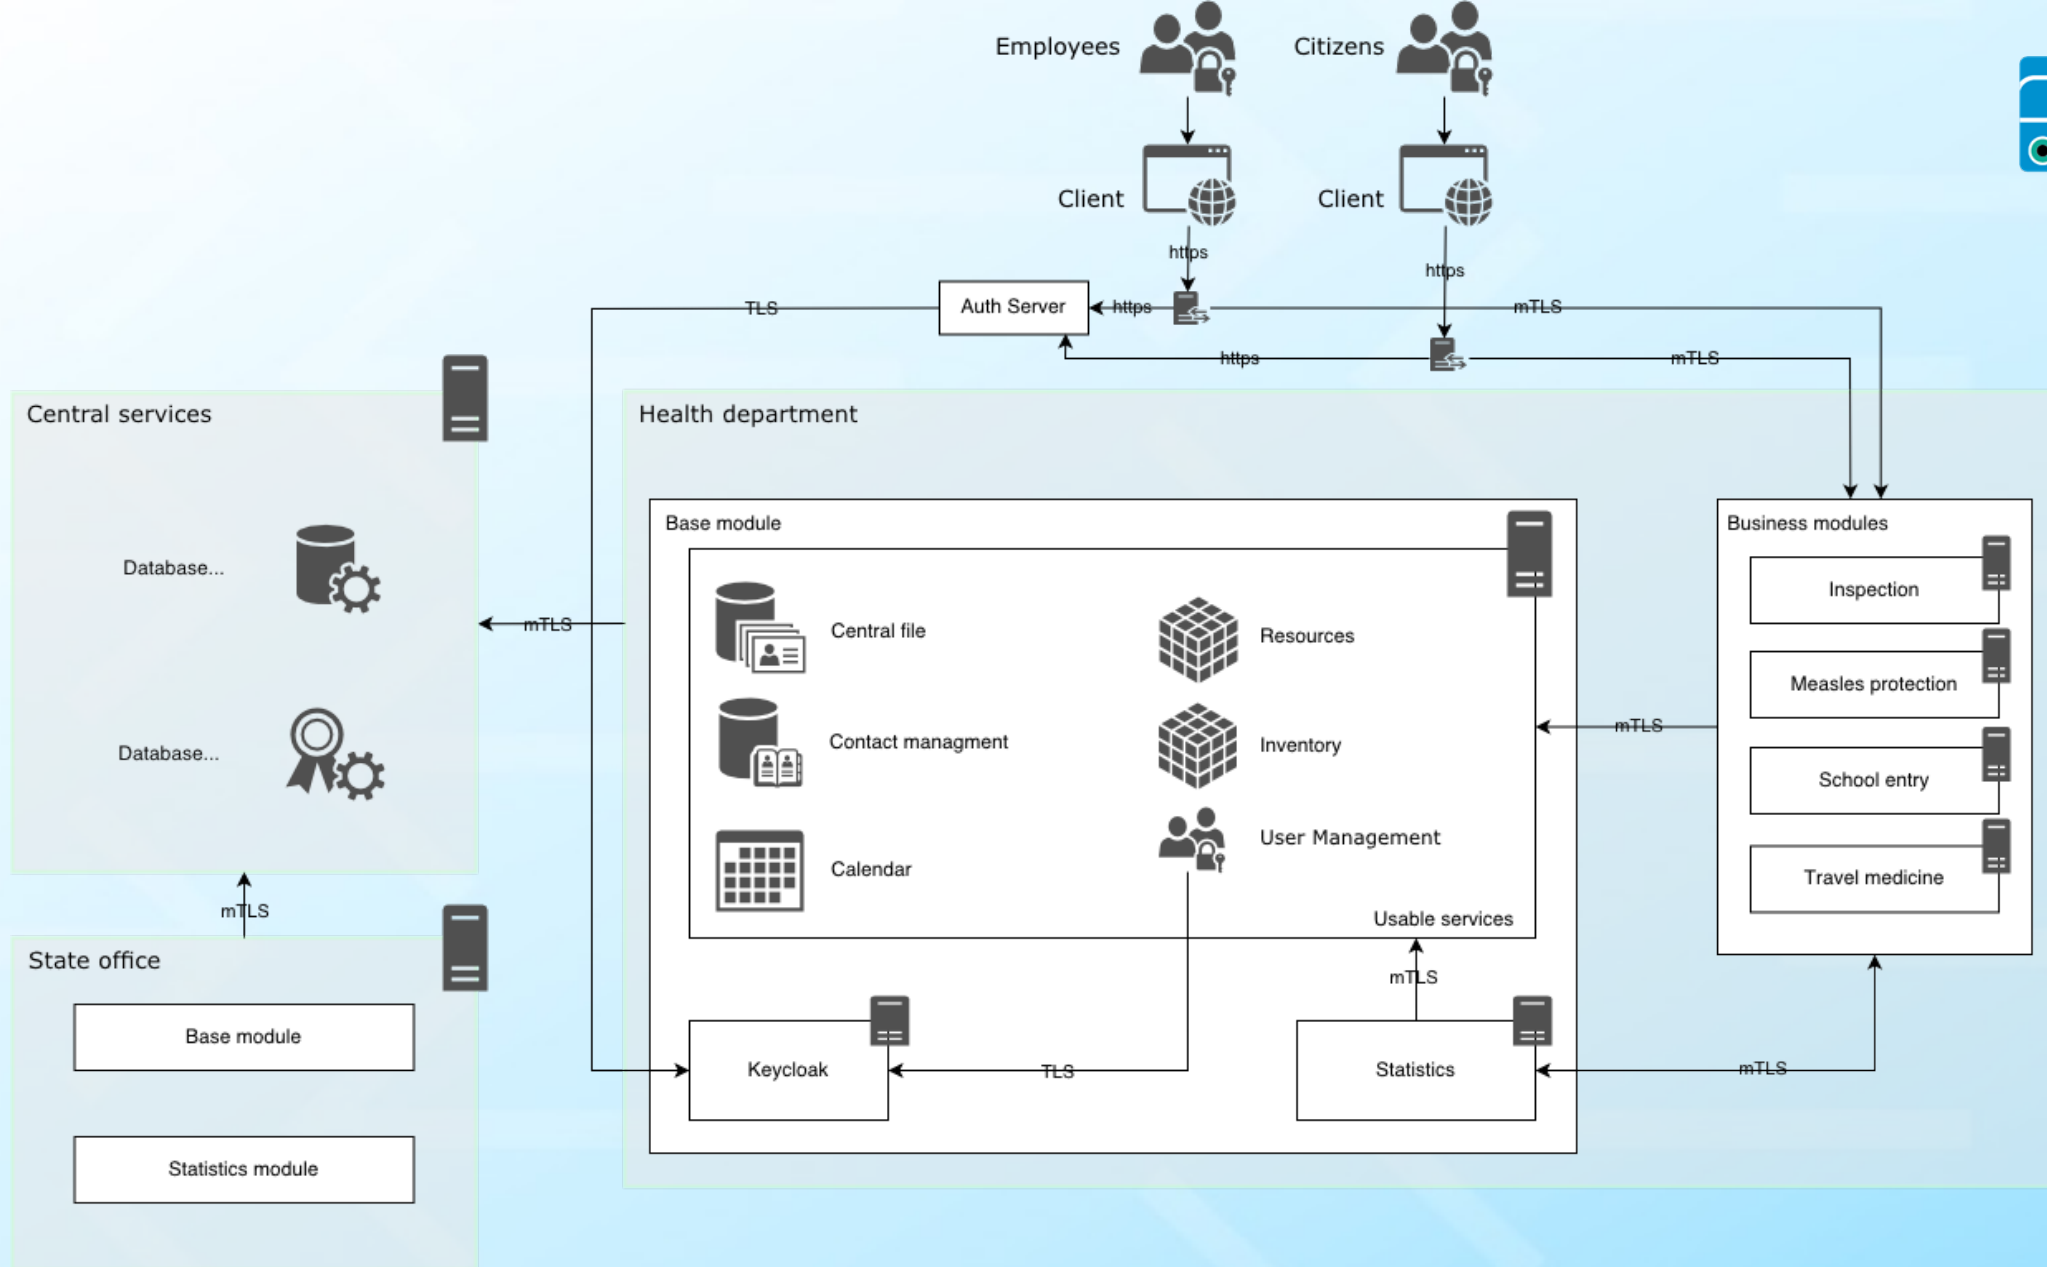 Employees
Citizens
Client
Client
https
https
Auth Server
https
TLS
mTLS
https
mTLS
Central services
Database...
Database...
mTLS
mTLS
State office
Base module
Statistics module
Health department
Base module
Central file
Resources
Contact managment
Inventory
User Management
Calendar
Usable services
mTLS
Keycloak
TLS
Statistics
mTLS
mTLS
Business modules
Inspection
Measles protection
School entry
Travel medicine